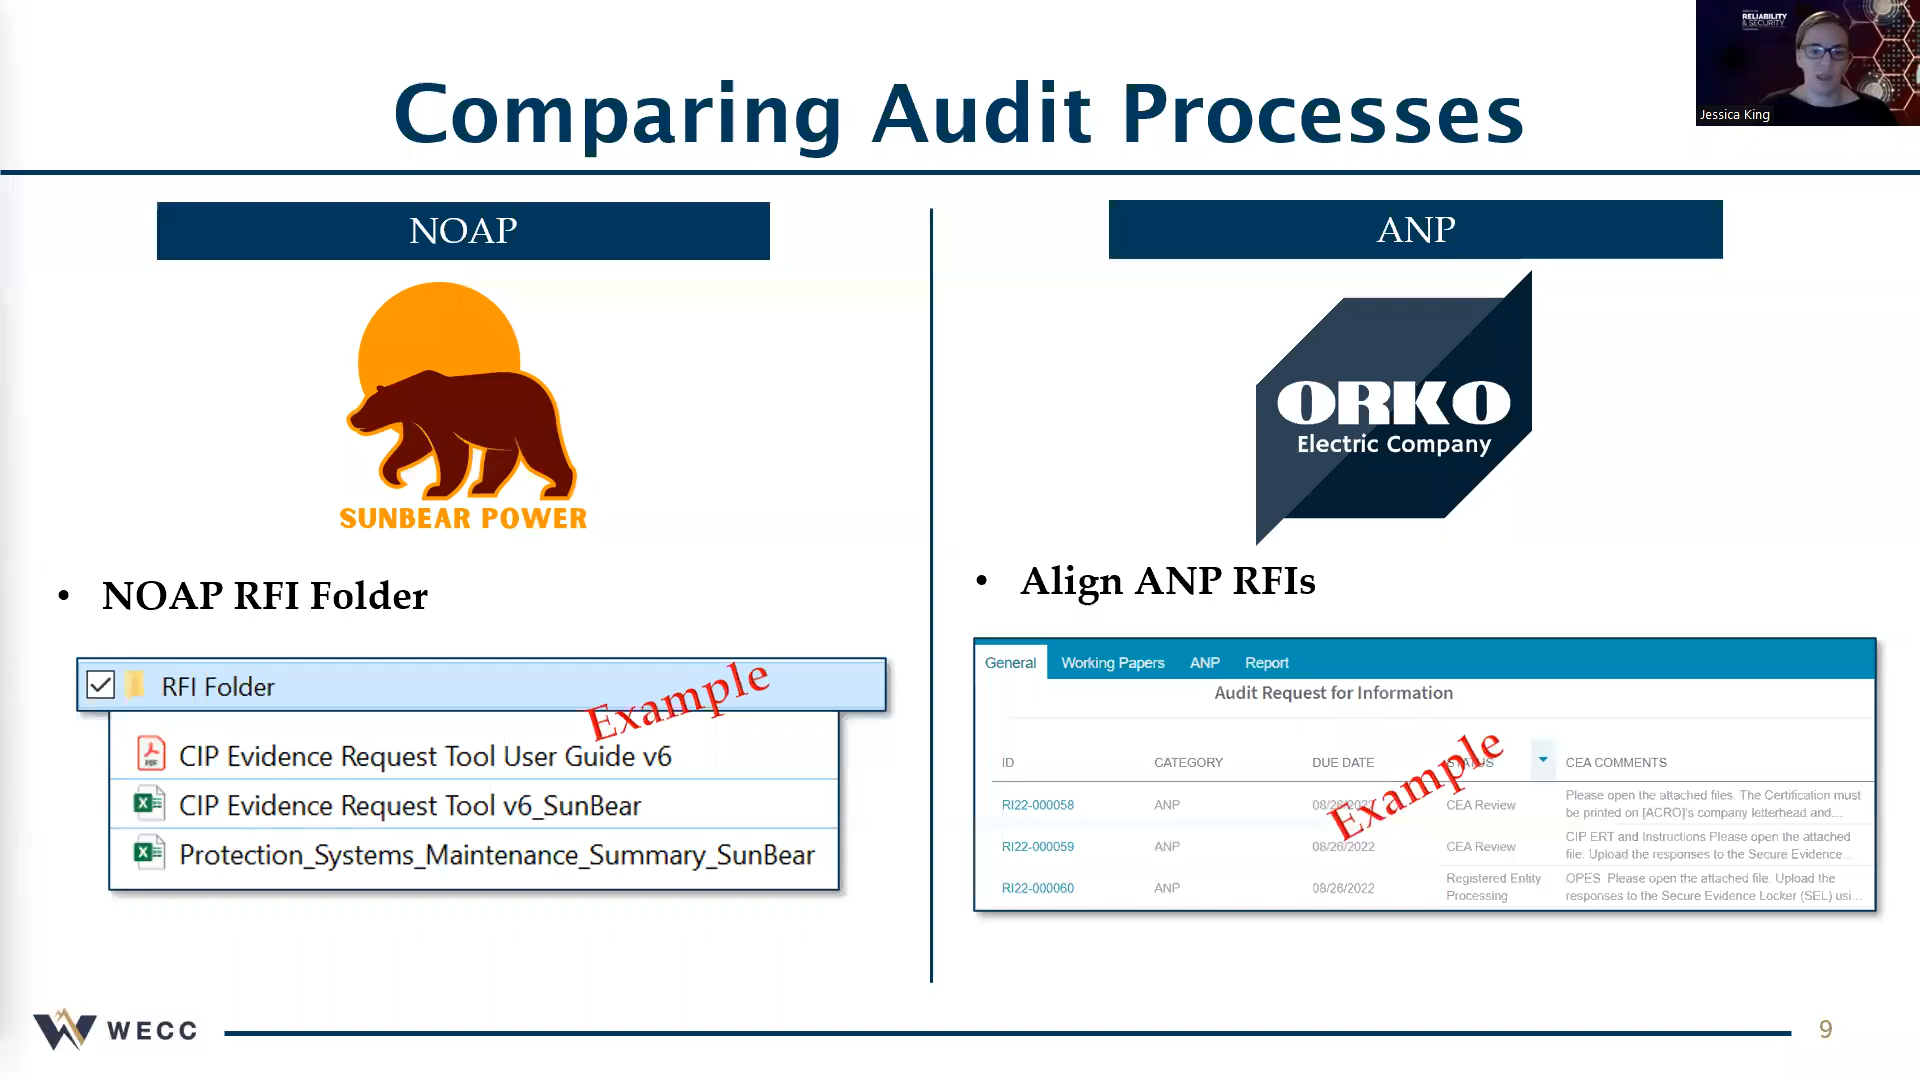 RELIABILITY
& SECURITY
Jessica King
Comparing Audit Processes
NOAP
SUNBEAR POWER
• NOAP RFI Folder
RFI Folder
Example
CIP Evidence Request Tool User Guide v6
CIP Evidence Request Tool v6_SunBear
Protection_Systems_Maintenance_Summary_SunBear
ANP
ORKO
Electric Company
• Align ANP RFIs
General Working Papers ANP Report
Audit Request for Information
Example
ID CATEGORY DUE DATE STATUS CEA COMMENTS
RI22-000058 ANP 08/26/2022 CEA Review Please open the attached files. The Certification must
be printed on [ACRO]'s company letterhead and....
RI22-000059 ANP 08/26/2022 CEA Review CIP ERT and Instructions Please open the attached
file. Upload the responses to the Secure Evidence...
RI22-000060 ANP 08/26/2022 Registered Entity OPES Please open the attached file. Upload the
Processing responses to the Secure Evidence Locker (SEL) usi...
WECC
9